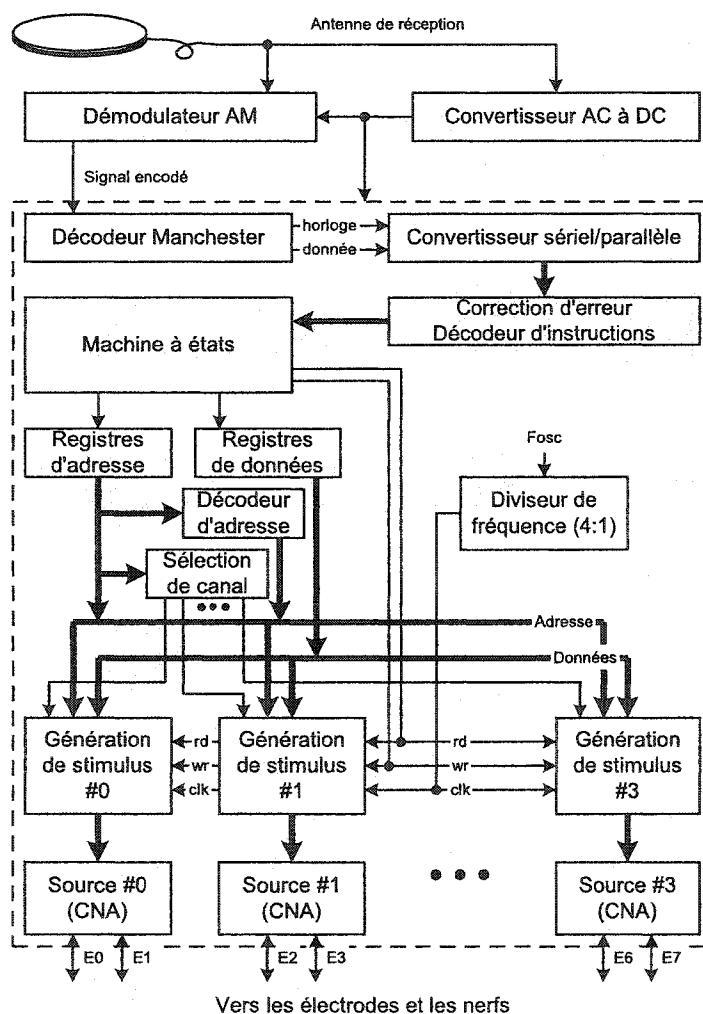 Antenne de réception
Démodulateur AM
Convertisseur AC à DC
Signal encodé
Décodeur Manchester
horloge
donnée
Convertisseur sériel/parallèle
Correction d'erreur
Décodeur d'instructions
Machine à états
Registres
d'adresse
Registres
de données
Fosc
Décodeur
d'adresse
Diviseur de
fréquence (4:1)
Sélection
de canal
Adresse
Données
Génération
de stimulus
#0
rd
wr
clk
Génération
de stimulus
#1
rd
wr
clk
Génération
de stimulus
#3
Source #0
(CNA)
Source #1
(CNA)
Source #3
(CNA)
E0
E1
E2
E3
E6
E7
Vers les électrodes et les nerfs